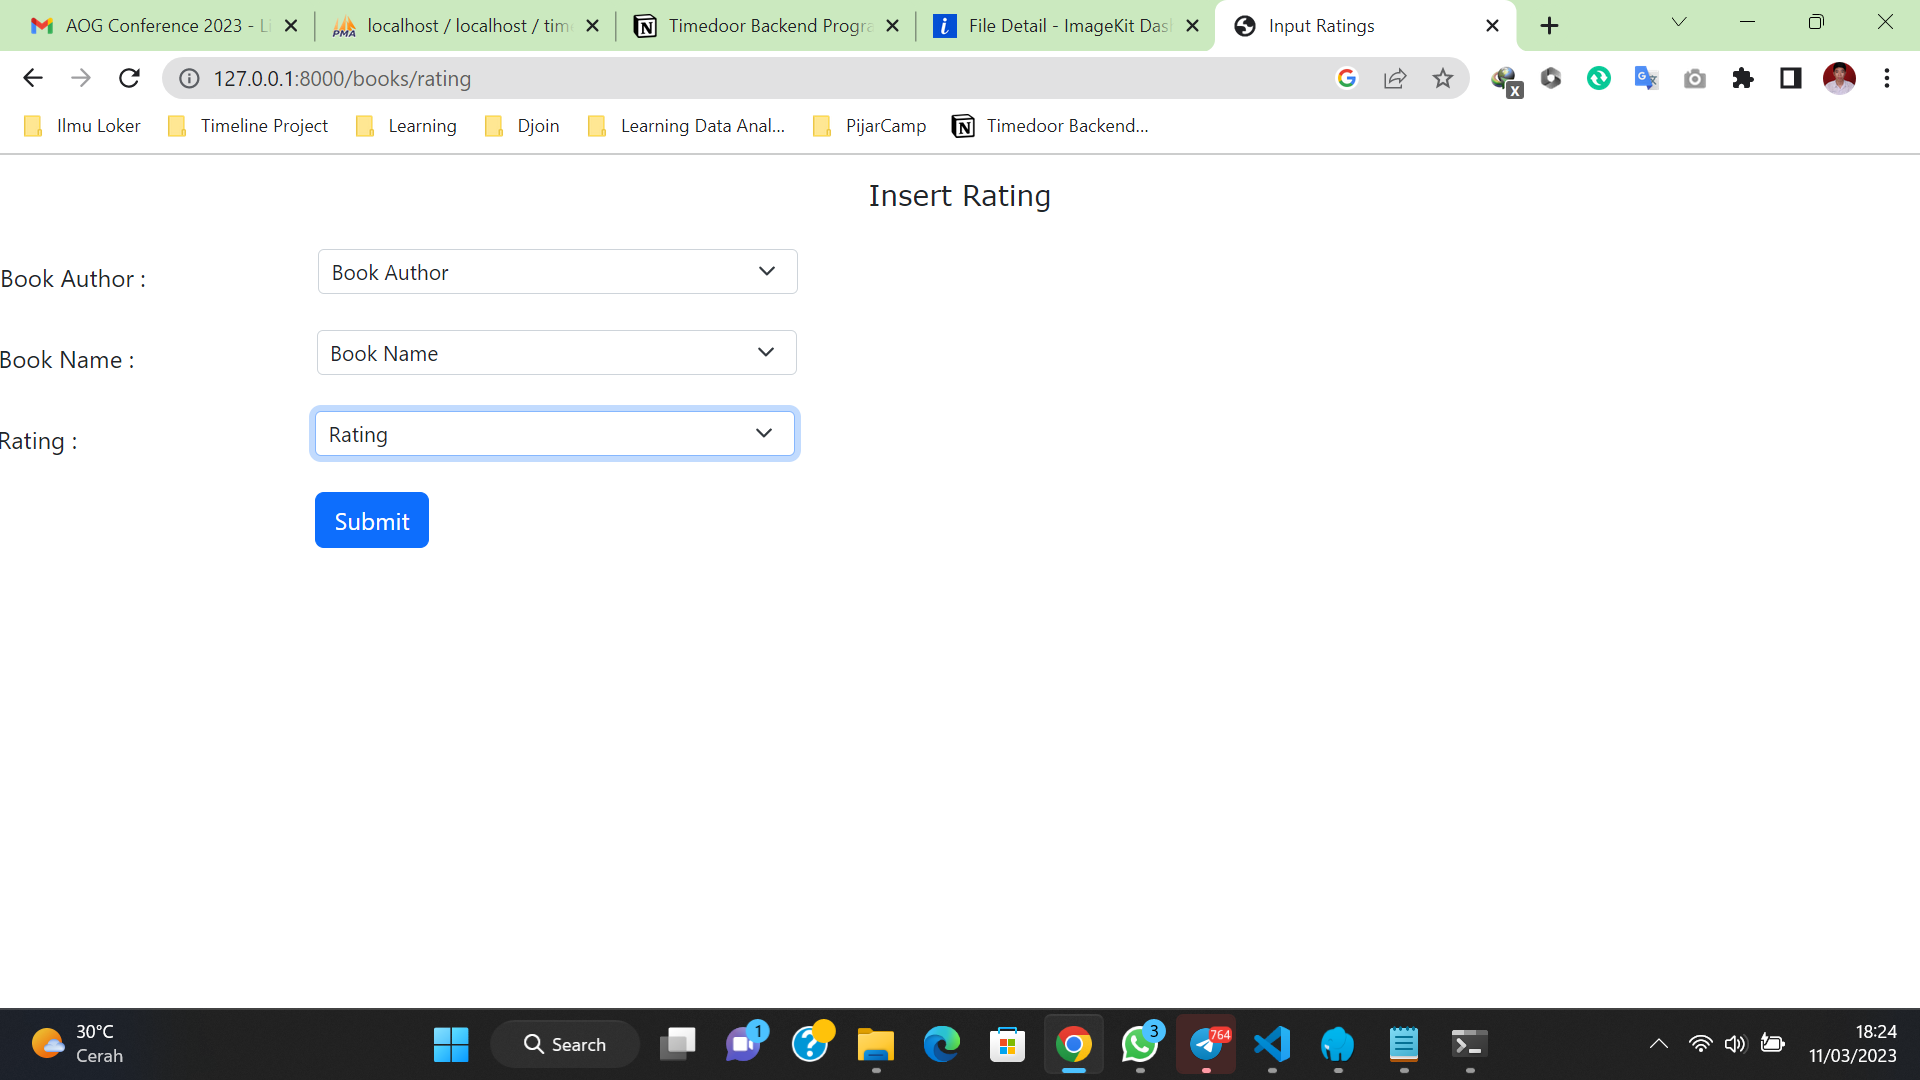 AOG Conference 2023 - Li
localhost / localhost / time
Timedoor Backend Progra
File Detail - ImageKit Dash
Input Ratings
127.0.0.1:8000/books/rating
X
Ilmu Loker
Timeline Project
Learning
Djoin
Learning Data Anal...
PijarCamp
Timedoor Backend...
Insert Rating
Book Author :
Book Author
Book Name :
Book Name
Rating :
Rating
Submit
30°C
Cerah
Search
1
3
764
18:24
11/03/2023